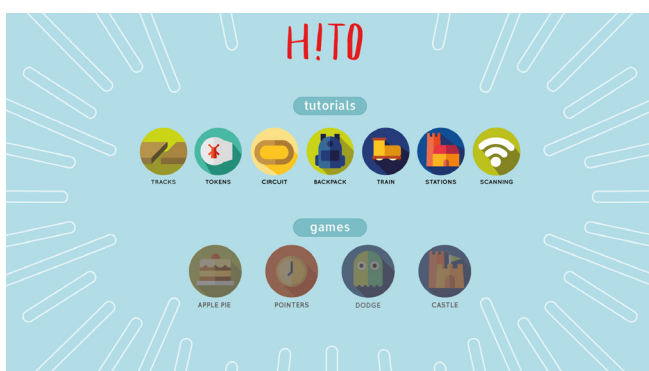 H!TO
tutorials
TRACKS TOKENS CIRCUIT BACKPACK TRAIN STATIONS SCANNING
games
APPLE PIE POINTERS DODGE CASTLE